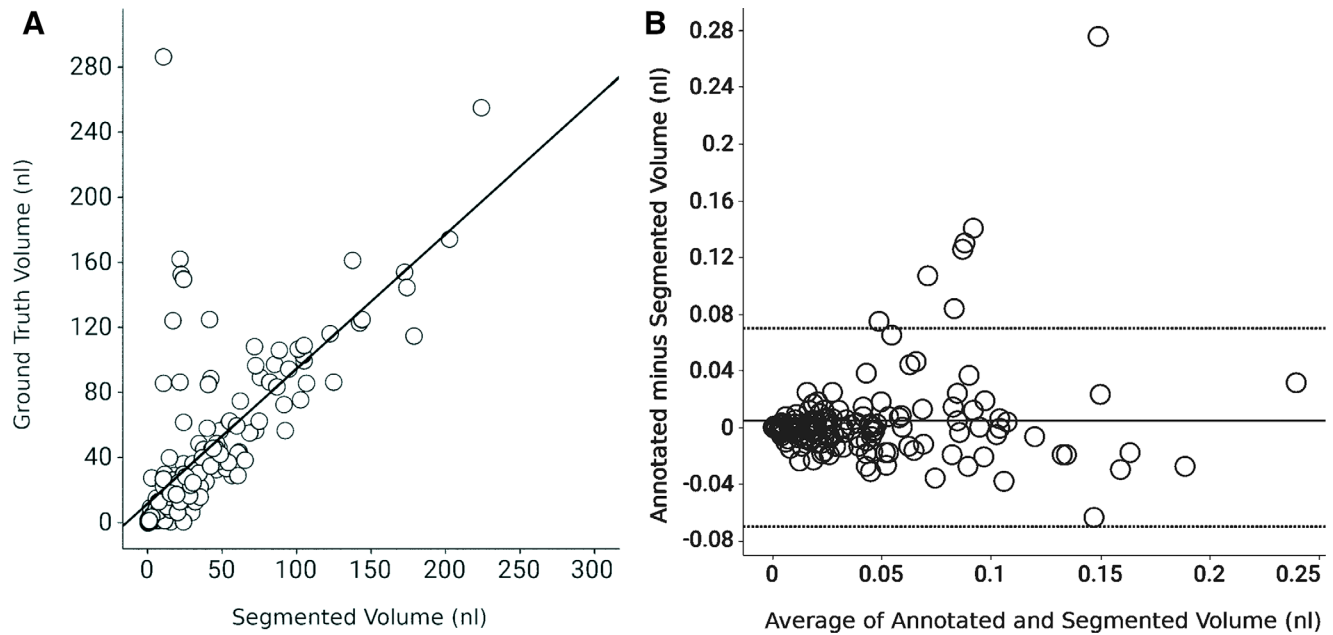 A
Ground Truth Volume (nl)
280
240
200
160
120
80
40
0
0 50 100 150 200 250 300
Segmented Volume (nl)
B
Annotated minus Segmented Volume (nl)
0.28
0.24
0.2
0.16
0.12
0.08
0.04
0
-0.04
-0.08
0 0.05 0.1 0.15 0.2 0.25
Average of Annotated and Segmented Volume (nl)